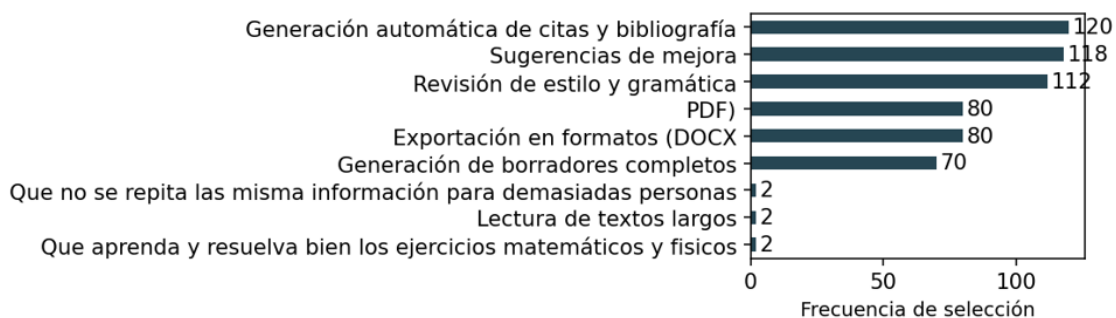 Generación automática de citas y bibliografía 120
Sugerencias de mejora 118
Revisión de estilo y gramática 112
PDF) 80
Exportación en formatos (DOCX 80
Generación de borradores completos 70
Que no se repita las misma información para demasiadas personas 2
Lectura de textos largos 2
Que aprenda y resuelva bien los ejercicios matemáticos y fisicos 2
0 50 100
Frecuencia de selección